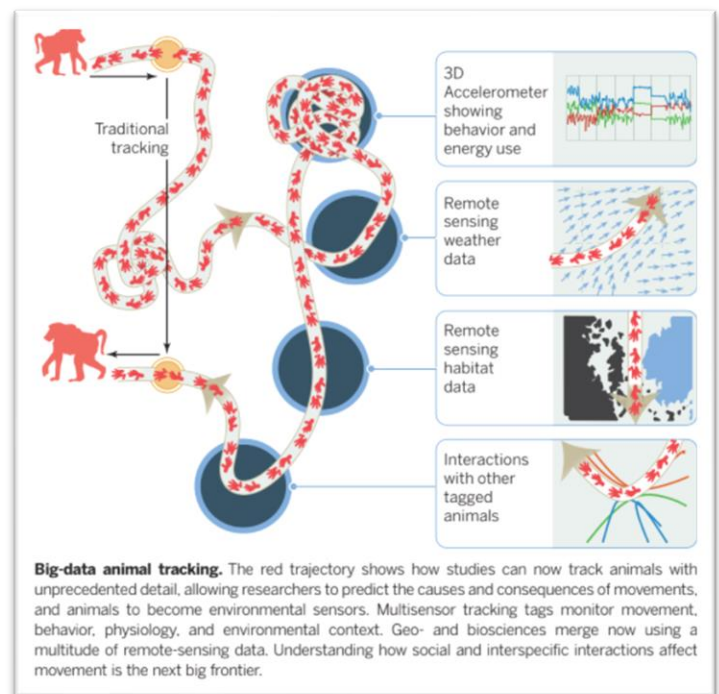 Traditional
tracking
3D
Accelerometer
showing
behavior and
energy use
Remote
sensing
weather
data
Remote
sensing
habitat
data
Interactions
with other
tagged
animals
Big-data animal tracking. The red trajectory shows how studies can now track animals with
unprecedented detail, allowing researchers to predict the causes and consequences of movements,
and animals to become environmental sensors. Multisensor tracking tags monitor movement,
behavior, physiology, and environmental context. Geo- and biosciences merge now using a
multitude of remote-sensing data. Understanding how social and interspecific interactions affect
movement is the next big frontier.